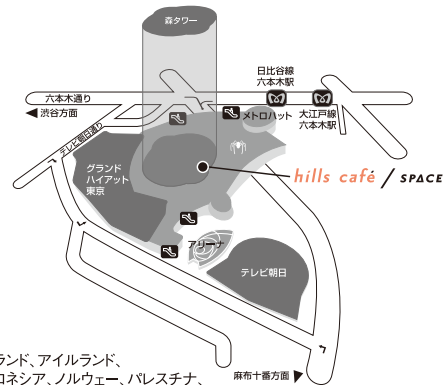 森タワー
日比谷線
六本木駅
六本木通り
渋谷方面
メトロハット
大江戸線
六本木駅
テレビ朝日通り
グランド
ハイアット
東京
hills café / SPACE
アリーナ
テレビ朝日
麻布十番方面
ランド、アイルランド、
ロネシア、ノルウェー、パレスチナ、